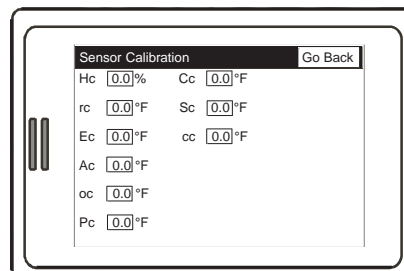 Sensor Calibration Go Back
Hc 0.0 % Cc 0.0 °F
rc 0.0 °F Sc 0.0 °F
Ec 0.0 °F cc 0.0 °F
Ac 0.0 °F
oc 0.0 °F
Pc 0.0 °F